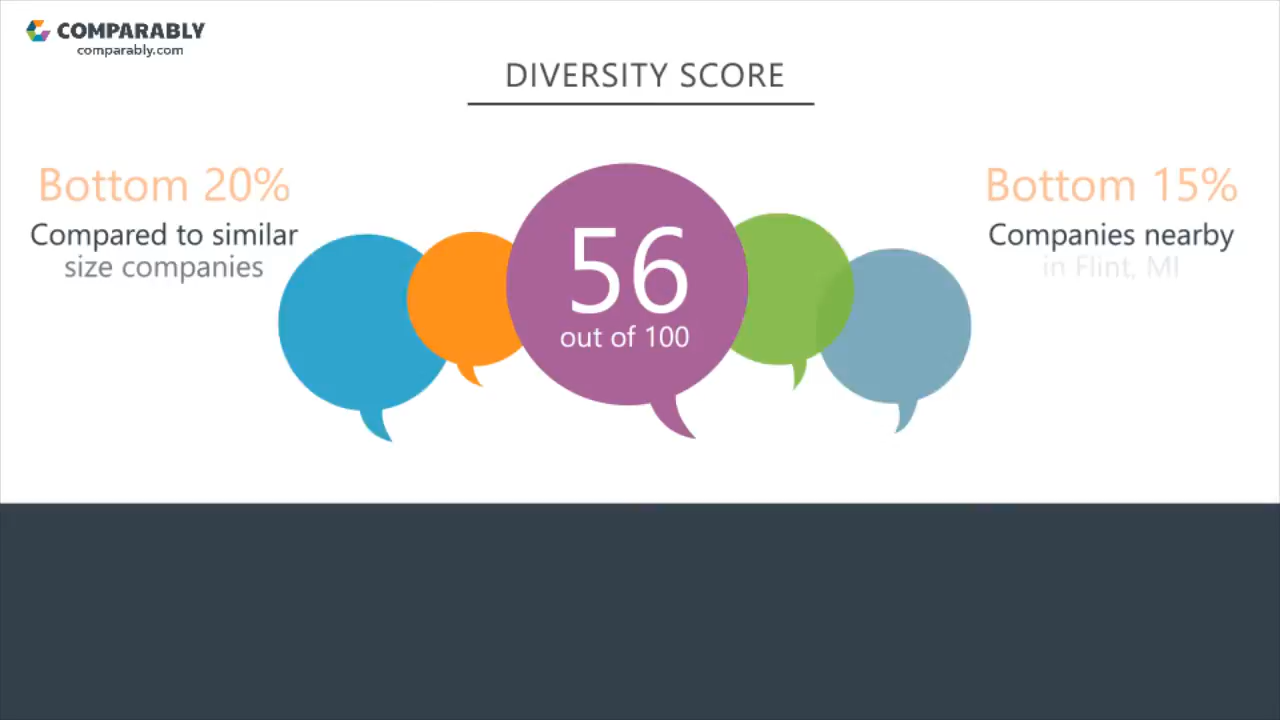 COMPARABLY
comparably.com
DIVERSITY SCORE
Bottom 20%
Compared to similar
size companies
56
out of 100
Bottom 15%
Companies nearby
in Flint, MI